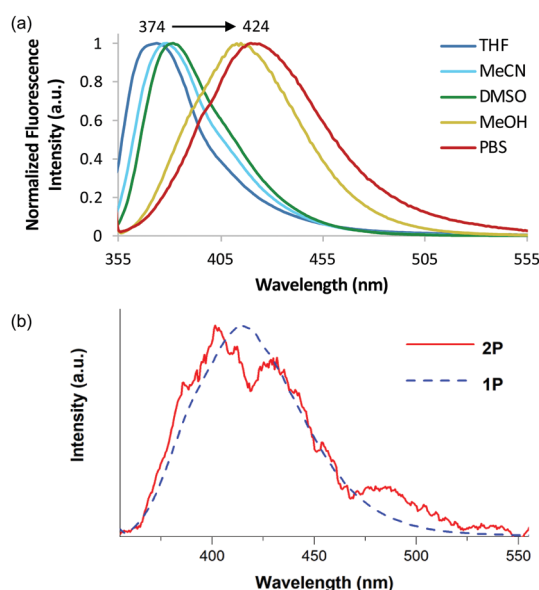 (a)
374 424
Normalized Fluorescence
Intensity (a.u.)
1
0.8
0.6
0.4
0.2
0
355 405 455 505 555
Wavelength (nm)
THF
MeCN
DMSO
MeOH
PBS
(b)
Intensity (a.u.)
2P
1P
400 450 500 550
Wavelength (nm)